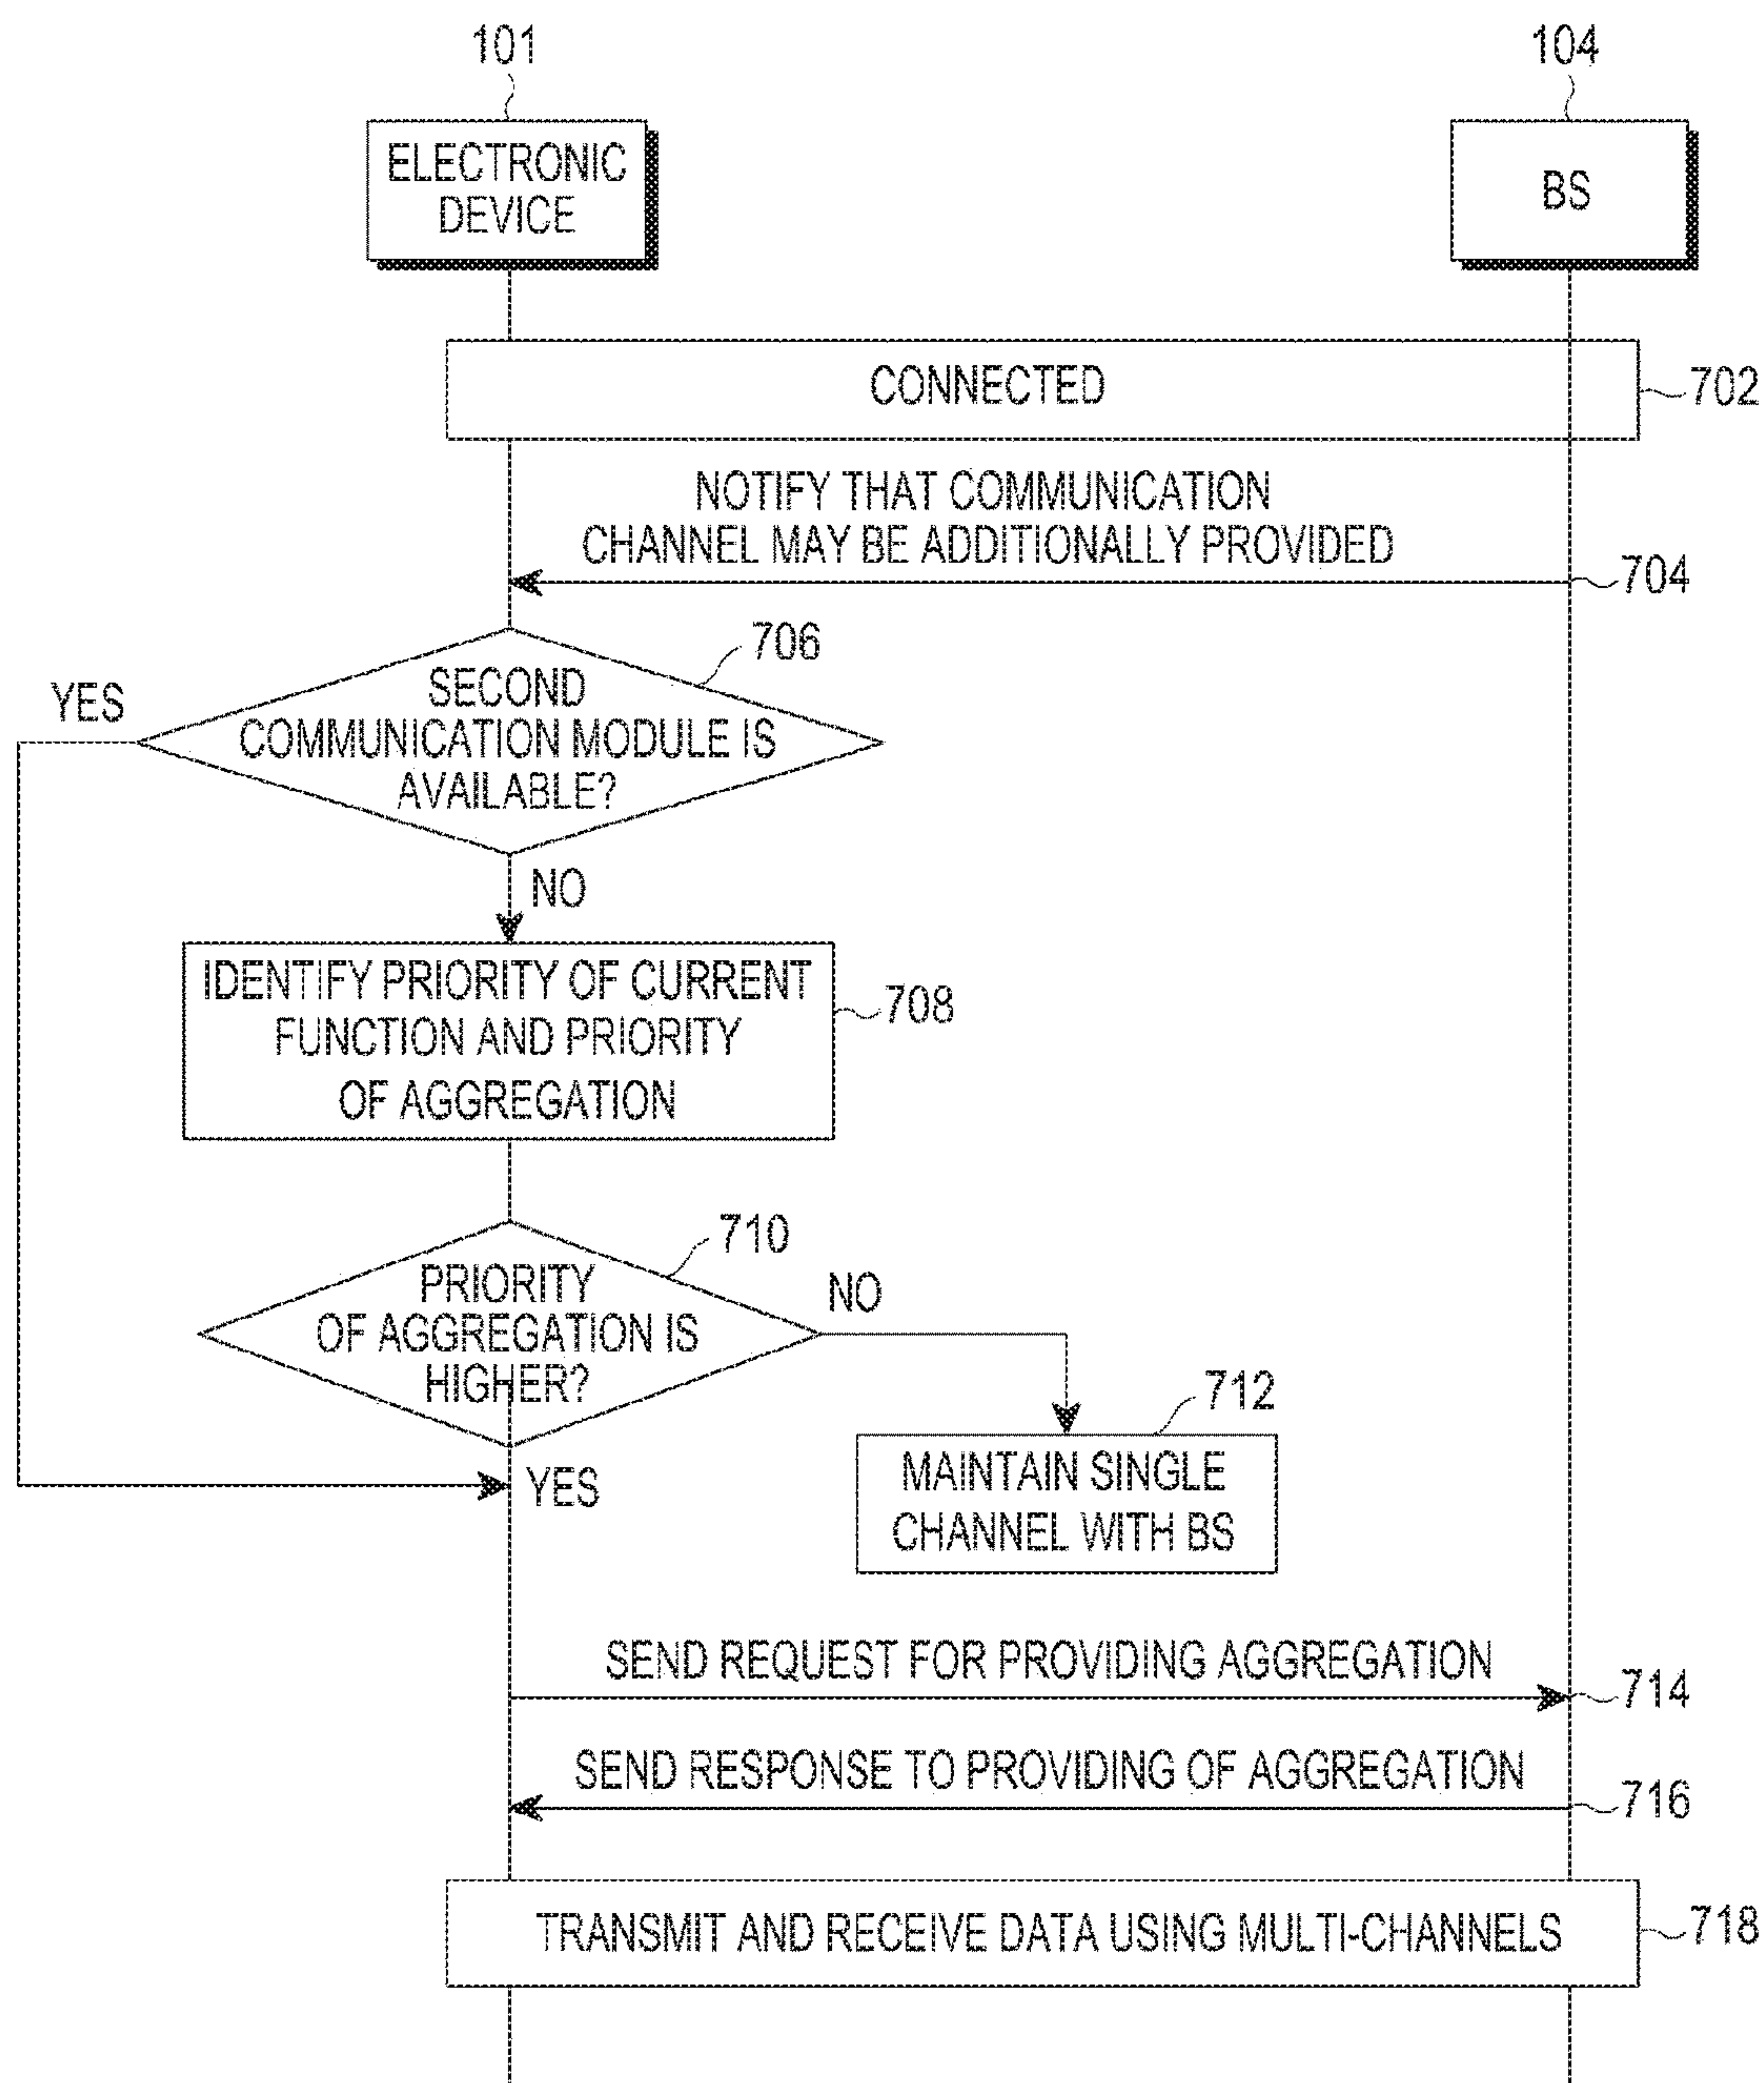 101
104
ELECTRONIC
DEVICE
BS
CONNECTED
702
NOTIFY THAT COMMUNICATION
CHANNEL MAY BE ADDITIONALLY PROVIDED
704
706
YES
SECOND
COMMUNICATION MODULE IS
AVAILABLE?
NO
IDENTIFY PRIORITY OF CURRENT
FUNCTION AND PRIORITY
OF AGGREGATION
708
710
PRIORITY
OF AGGREGATION IS
HIGHER?
NO
712
MAINTAIN SINGLE
CHANNEL WITH BS
YES
SEND REQUEST FOR PROVIDING AGGREGATION
714
SEND RESPONSE TO PROVIDING OF AGGREGATION
716
TRANSMIT AND RECEIVE DATA USING MULTI-CHANNELS
718